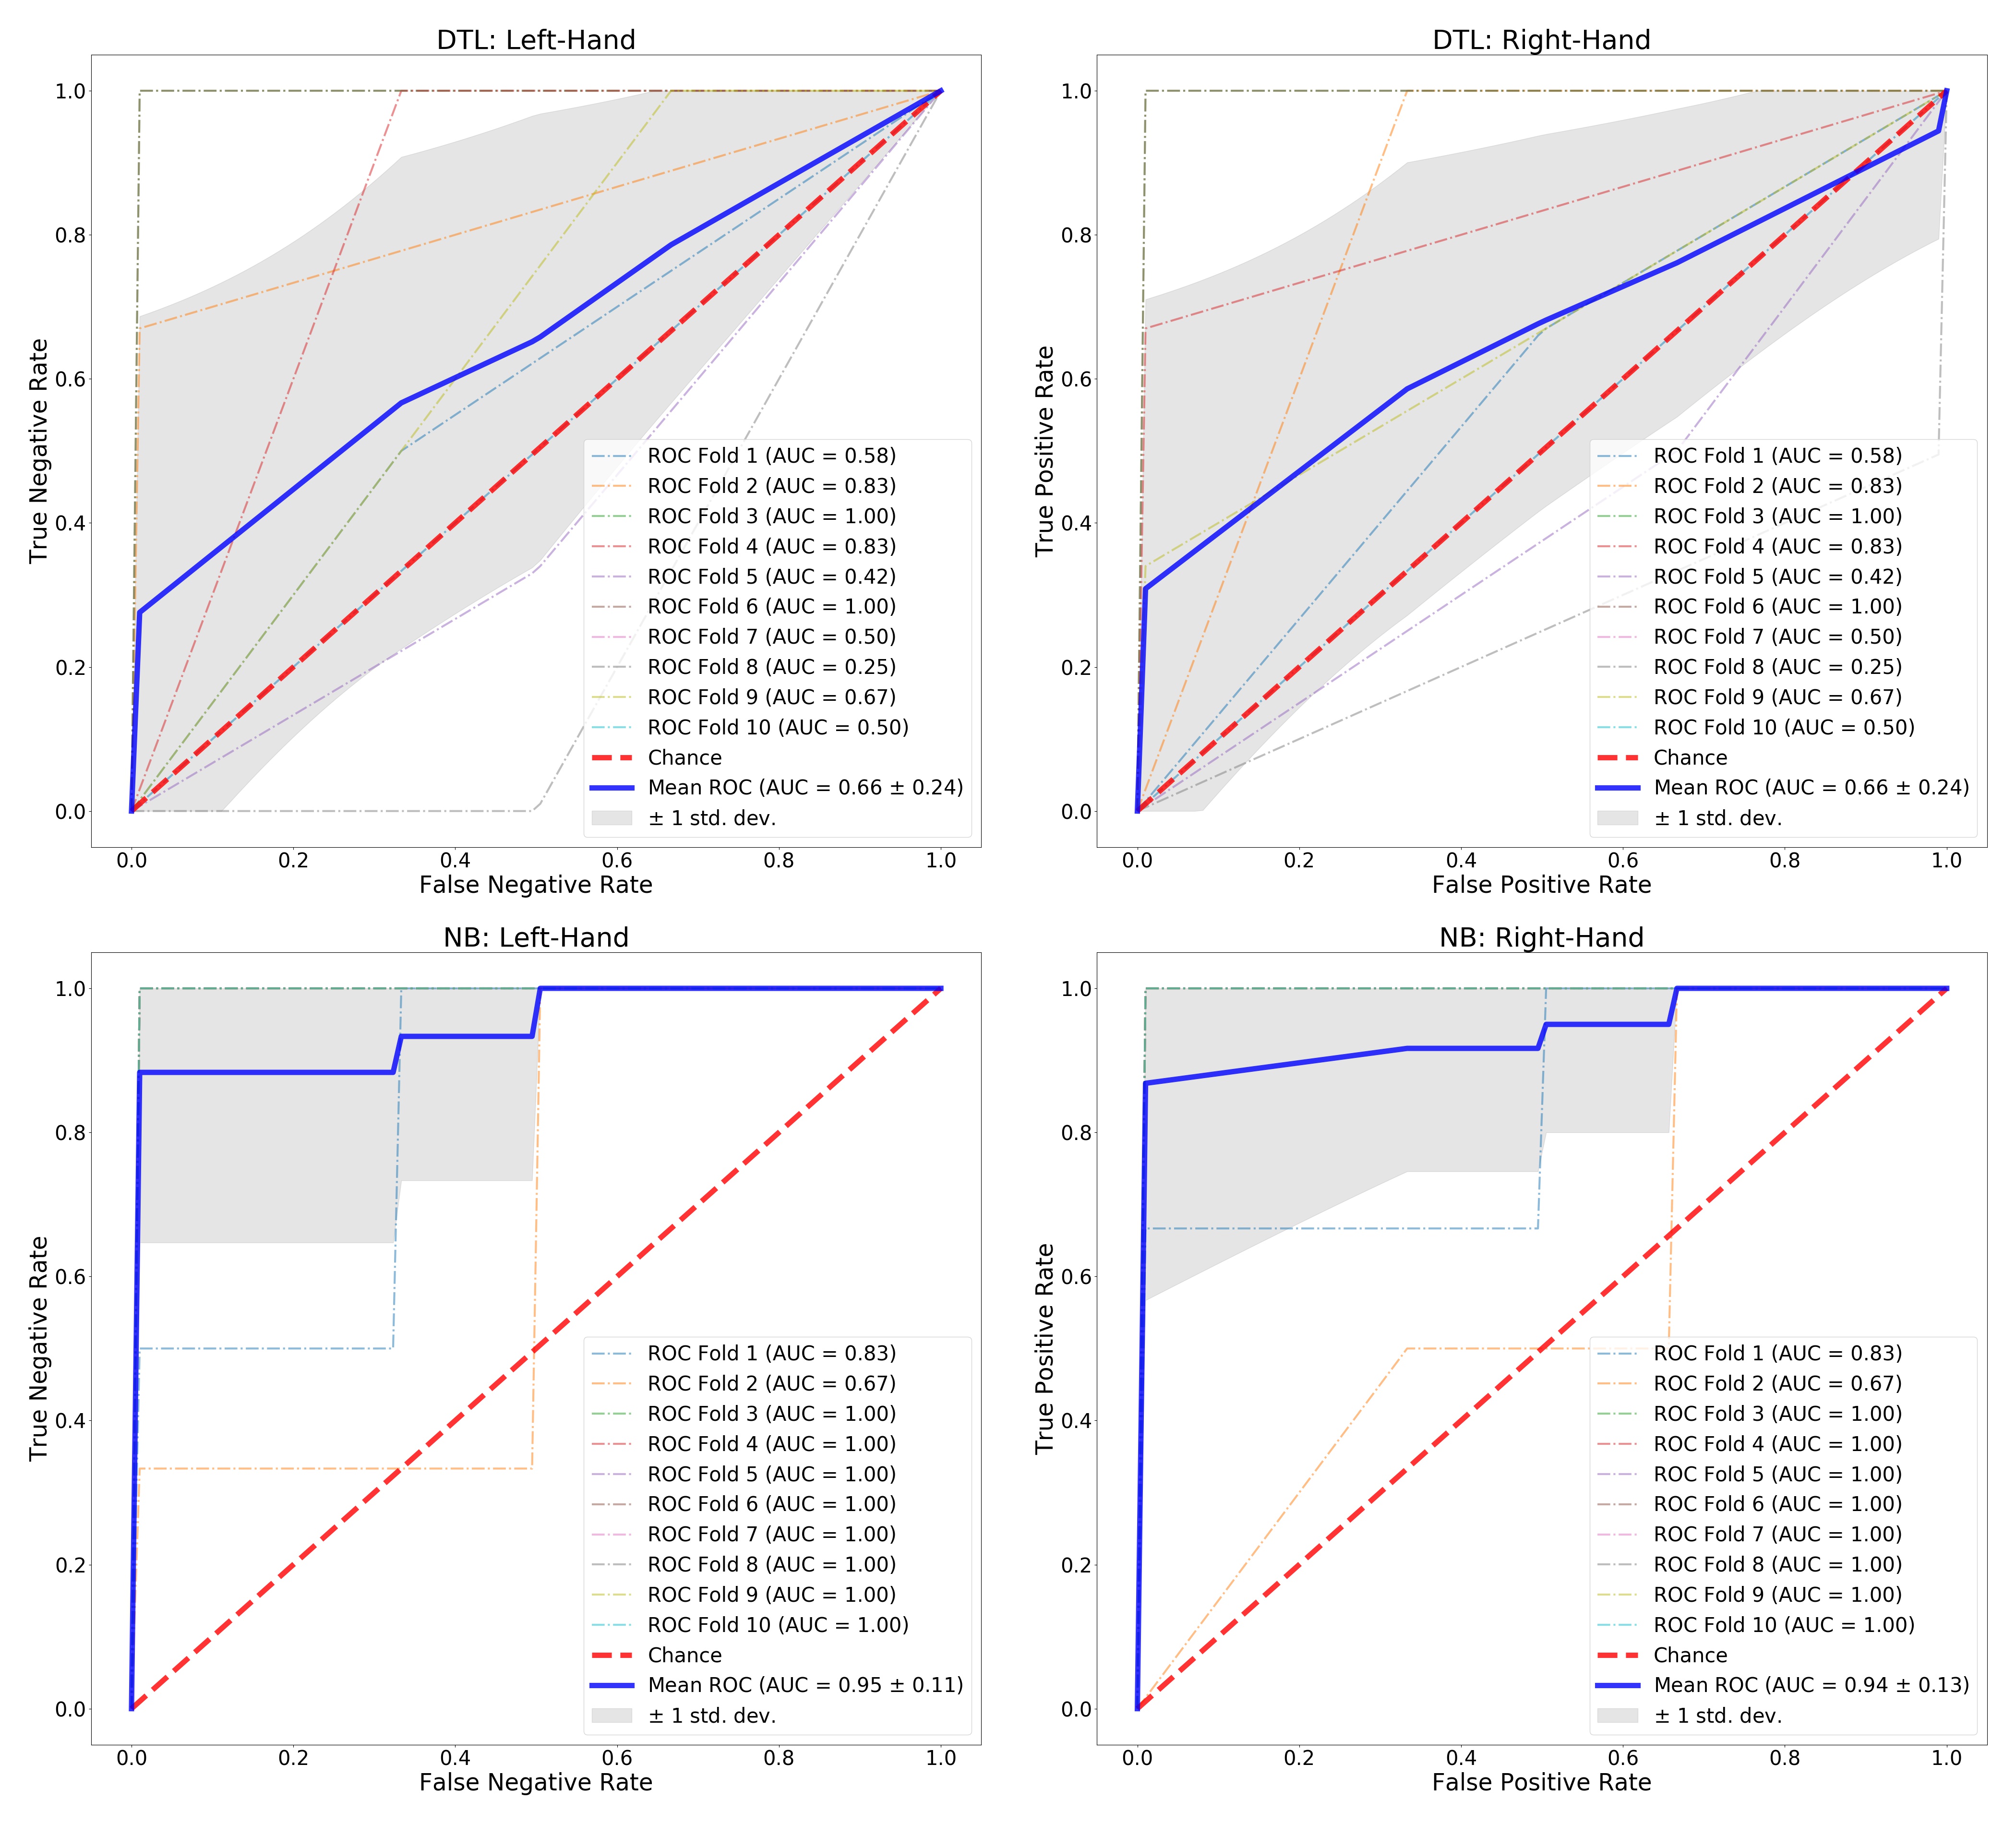 DTL: Left-Hand
1.0
0.8
0.6
0.4
0.2
0.0
True Negative Rate
ROC Fold 1 (AUC = 0.58)
ROC Fold 2 (AUC = 0.83)
ROC Fold 3 (AUC = 1.00)
ROC Fold 4 (AUC = 0.83)
ROC Fold 5 (AUC = 0.42)
ROC Fold 6 (AUC = 1.00)
ROC Fold 7 (AUC = 0.50)
ROC Fold 8 (AUC = 0.25)
ROC Fold 9 (AUC = 0.67)
ROC Fold 10 (AUC = 0.50)
Chance
Mean ROC (AUC = 0.66 ± 0.24)
± 1 std. dev.
0.0 0.2 0.4 0.6 0.8 1.0
False Negative Rate
DTL: Right-Hand
1.0
0.8
0.6
0.4
0.2
0.0
True Positive Rate
ROC Fold 1 (AUC = 0.58)
ROC Fold 2 (AUC = 0.83)
ROC Fold 3 (AUC = 1.00)
ROC Fold 4 (AUC = 0.83)
ROC Fold 5 (AUC = 0.42)
ROC Fold 6 (AUC = 1.00)
ROC Fold 7 (AUC = 0.50)
ROC Fold 8 (AUC = 0.25)
ROC Fold 9 (AUC = 0.67)
ROC Fold 10 (AUC = 0.50)
Chance
Mean ROC (AUC = 0.66 ± 0.24)
± 1 std. dev.
0.0 0.2 0.4 0.6 0.8 1.0
False Positive Rate
NB: Left-Hand
1.0
0.8
0.6
0.4
0.2
0.0
True Negative Rate
ROC Fold 1 (AUC = 0.83)
ROC Fold 2 (AUC = 0.67)
ROC Fold 3 (AUC = 1.00)
ROC Fold 4 (AUC = 1.00)
ROC Fold 5 (AUC = 1.00)
ROC Fold 6 (AUC = 1.00)
ROC Fold 7 (AUC = 1.00)
ROC Fold 8 (AUC = 1.00)
ROC Fold 9 (AUC = 1.00)
ROC Fold 10 (AUC = 1.00)
Chance
Mean ROC (AUC = 0.95 ± 0.11)
± 1 std. dev.
0.0 0.2 0.4 0.6 0.8 1.0
False Negative Rate
NB: Right-Hand
1.0
0.8
0.6
0.4
0.2
0.0
True Positive Rate
ROC Fold 1 (AUC = 0.83)
ROC Fold 2 (AUC = 0.67)
ROC Fold 3 (AUC = 1.00)
ROC Fold 4 (AUC = 1.00)
ROC Fold 5 (AUC = 1.00)
ROC Fold 6 (AUC = 1.00)
ROC Fold 7 (AUC = 1.00)
ROC Fold 8 (AUC = 1.00)
ROC Fold 9 (AUC = 1.00)
ROC Fold 10 (AUC = 1.00)
Chance
Mean ROC (AUC = 0.94 ± 0.13)
± 1 std. dev.
0.0 0.2 0.4 0.6 0.8 1.0
False Positive Rate